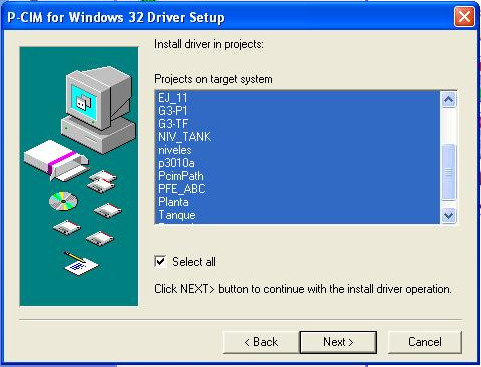 P-CIM for Windows 32 Driver Setup
Install driver in projects:
Projects on target system
EJ_11
G3-P1
G3-TF
NIV_TANK
niveles
p3010a
PcimPath
PFE_ABC
Planta
Tanque
Select all
Click NEXT> button to continue with the install driver operation.
< Back
Next >
Cancel